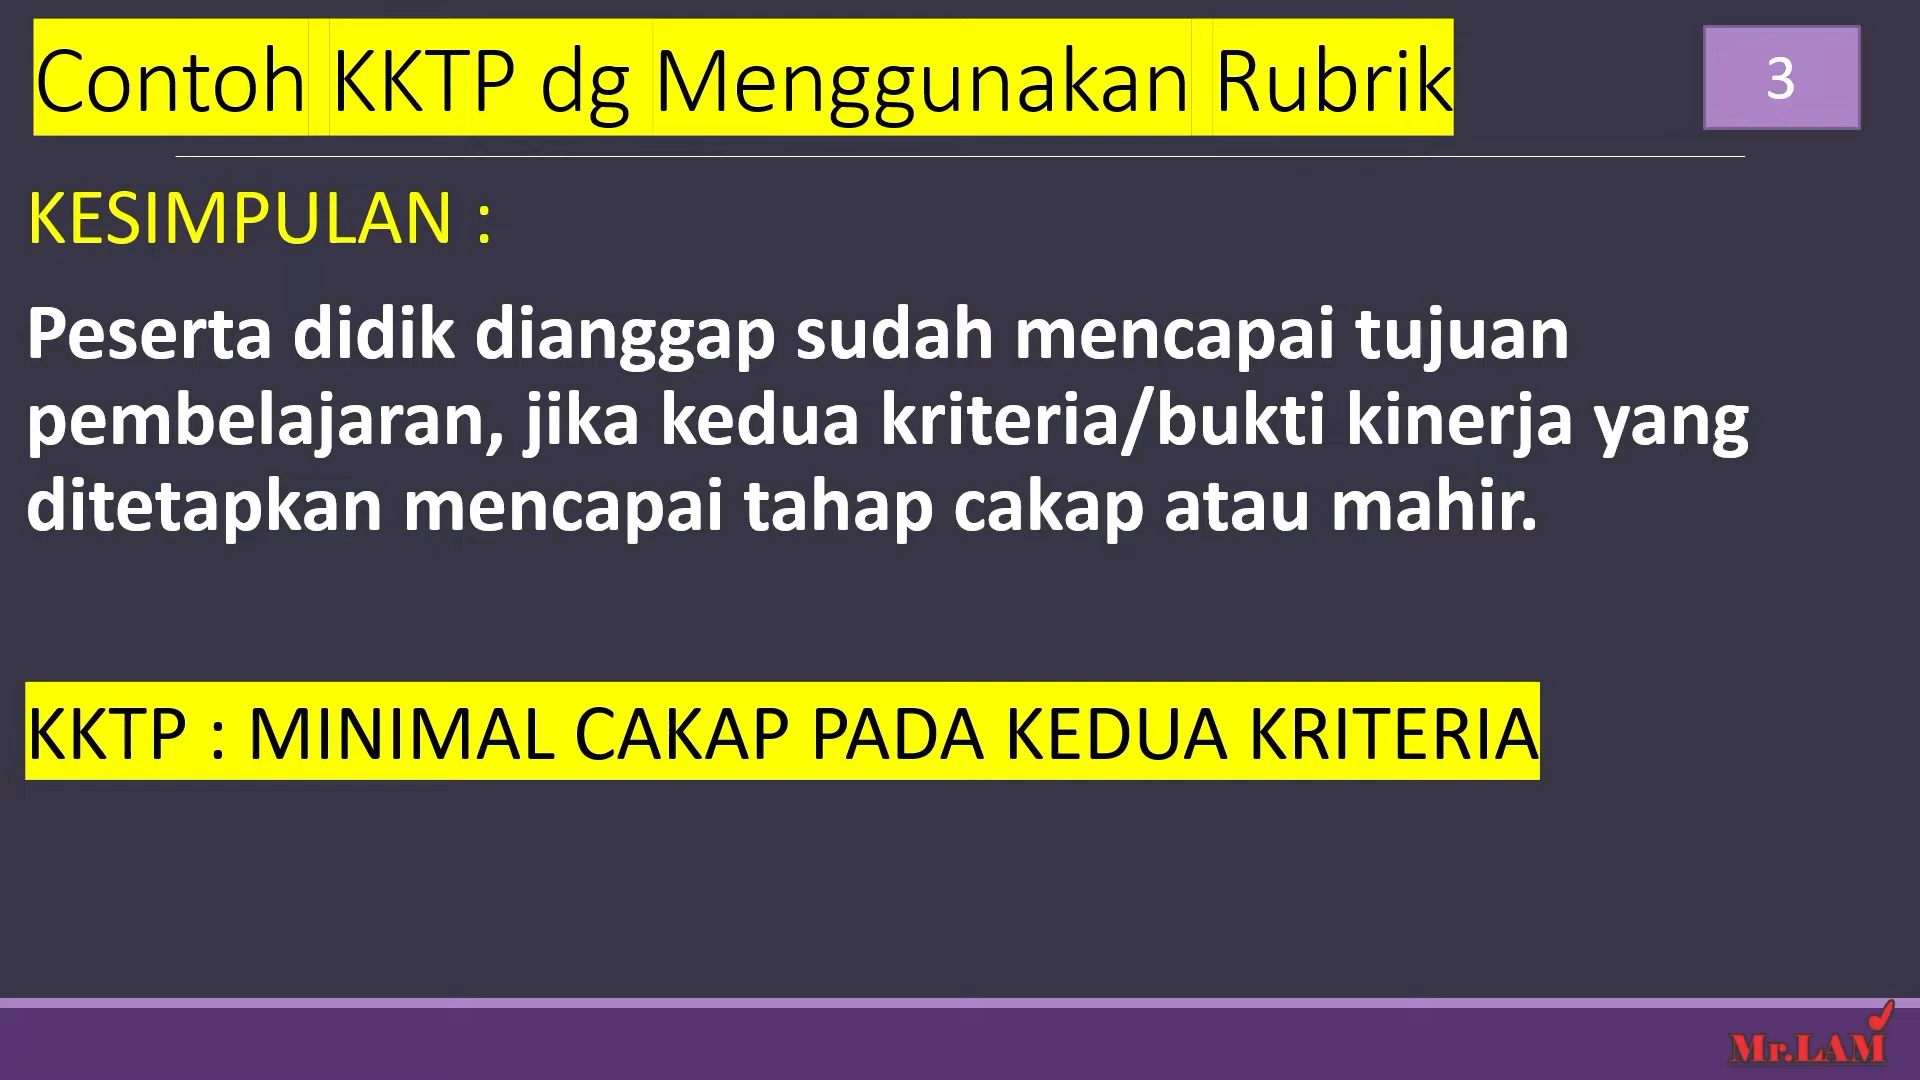 Contoh KKTP dg Menggunakan Rubrik
3
KESIMPULAN :
Peserta didik dianggap sudah mencapai tujuan
pembelajaran, jika kedua kriteria/bukti kinerja yang
ditetapkan mencapai tahap cakap atau mahir.
KKTP : MINIMAL CAKAP PADA KEDUA KRITERIA
Mr.LAM